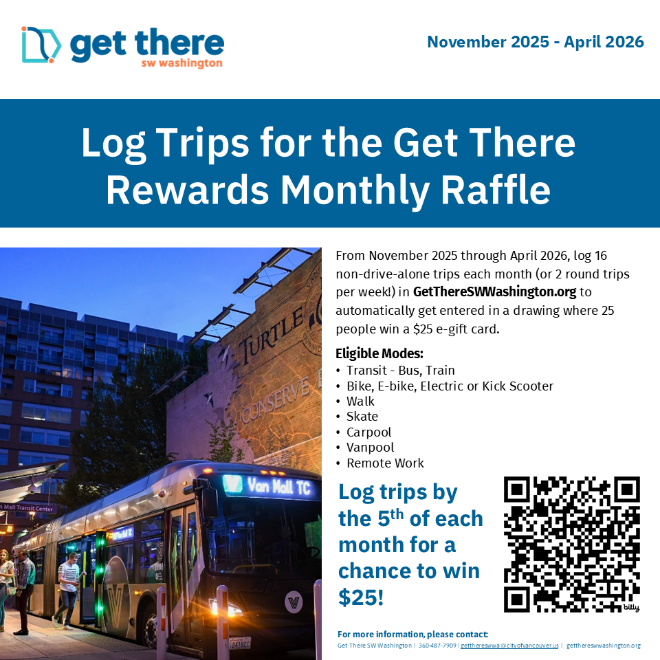 get there
sw washington
November 2025 - April 2026
Log Trips for the Get There
Rewards Monthly Raffle
From November 2025 through April 2026, log 16
non-drive-alone trips each month (or 2 round trips
per week!) in GetThereSWWashington.org to
automatically get entered in a drawing where 25
people win a $25 e-gift card.
Eligible Modes:
• Transit - Bus, Train
• Bike, E-bike, Electric or Kick Scooter
• Walk
• Skate
• Carpool
• Vanpool
• Remote Work
TURTLE
CONSERVE
Van Mall TC
Mall Transit Center
Log trips by
the 5th of each
month for a
chance to win
$25!
bitly
For more information, please contact:
Get There SW Washington | 360-487-7909 | gettherewwa@cityofvancouver.us | getthereswwashington.org